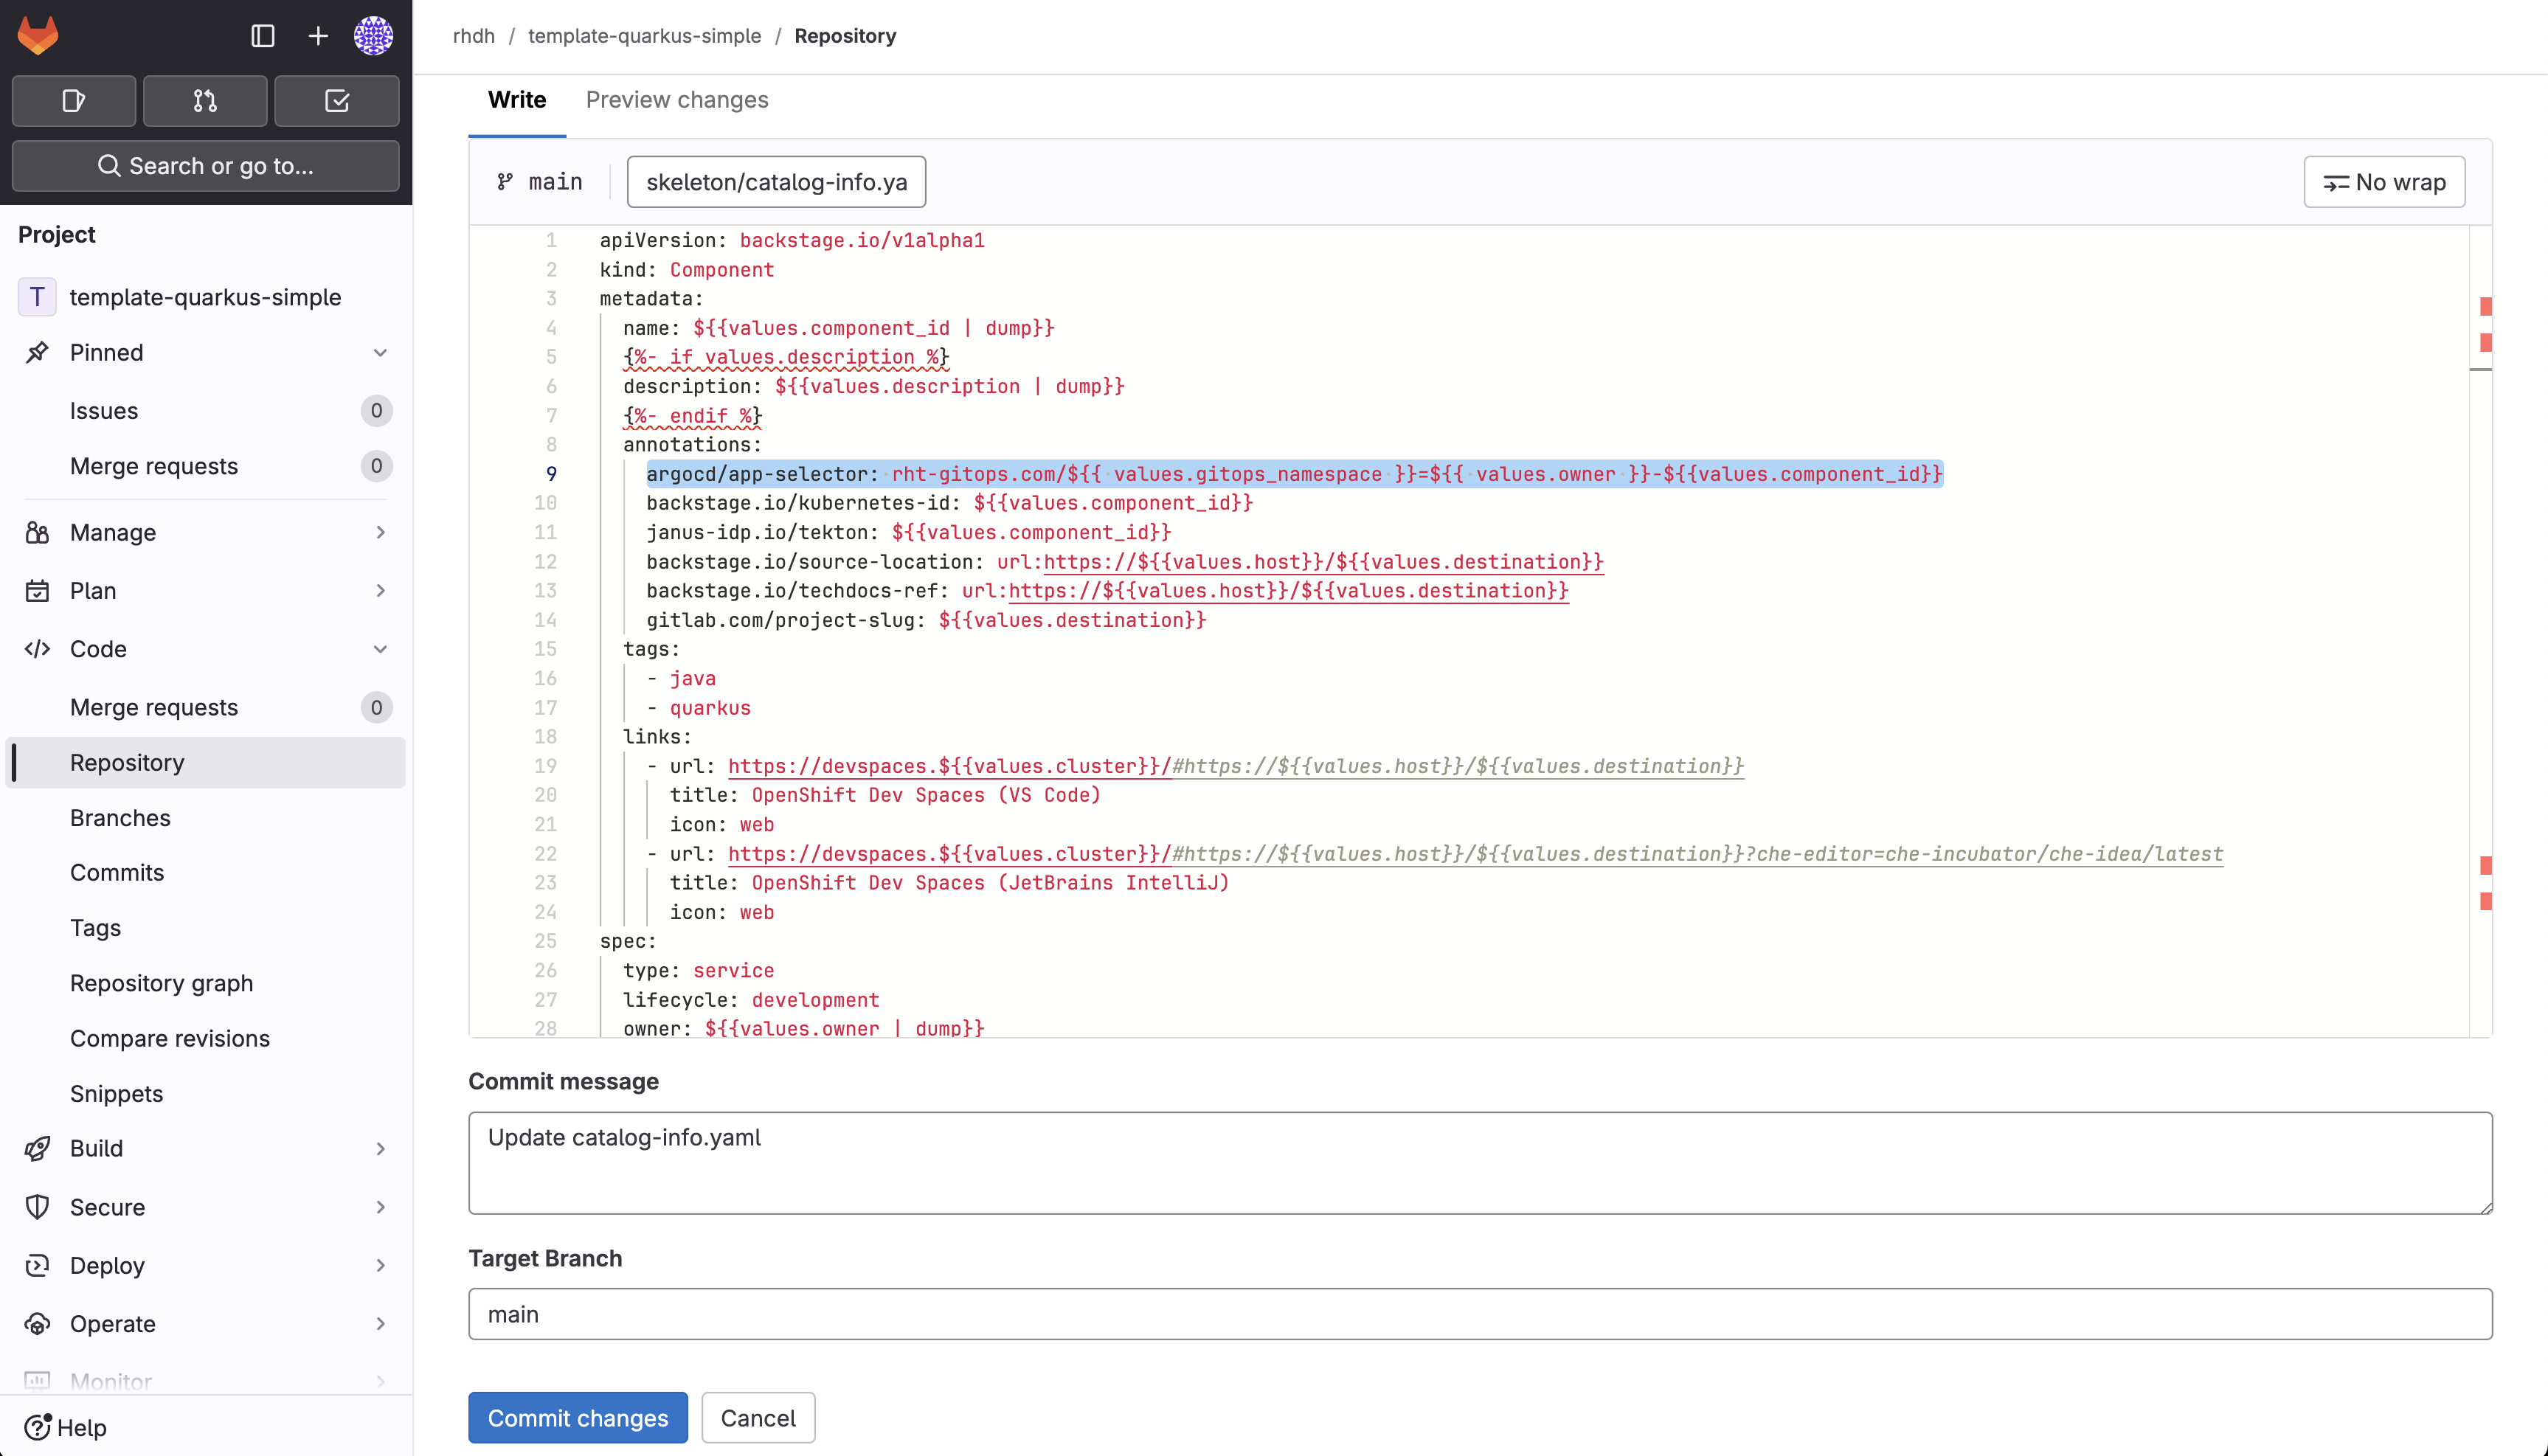 Search or go to...
Project
T template-quarkus-simple
Pinned
Issues 0
Merge requests 0
Manage
Plan
Code
Merge requests 0
Repository
Branches
Commits
Tags
Repository graph
Compare revisions
Snippets
Build
Secure
Deploy
Operate
Monitor
Help
rhdh / template-quarkus-simple / Repository
Write Preview changes
main skeleton/catalog-info.ya No wrap
1 apiVersion: backstage.io/v1alpha1
2 kind: Component
3 metadata:
4 name: ${{values.component_id | dump}}
5 {%- if values.description %}
6 description: ${{values.description | dump}}
7 {%- endif %}
8 annotations:
9 argocd/app-selector: rht-gitops.com/${{ values.gitops_namespace }}=${{ values.owner }}-${{values.component_id}}
10 backstage.io/kubernetes-id: ${{values.component_id}}
11 janus-idp.io/tekton: ${{values.component_id}}
12 backstage.io/source-location: url:https://${{values.host}}/${{values.destination}}
13 backstage.io/techdocs-ref: url:https://${{values.host}}/${{values.destination}}
14 gitlab.com/project-slug: ${{values.destination}}
15 tags:
16 - java
17 - quarkus
18 links:
19 - url: https://devspaces.${{values.cluster}}/#https://${{values.host}}/${{values.destination}}
20 title: OpenShift Dev Spaces (VS Code)
21 icon: web
22 - url: https://devspaces.${{values.cluster}}/#https://${{values.host}}/${{values.destination}}?che-editor=che-incubator/che-idea/latest
23 title: OpenShift Dev Spaces (JetBrains IntelliJ)
24 icon: web
25 spec:
26 type: service
27 lifecycle: development
28 owner: ${{values.owner | dump}}
Commit message
Update catalog-info.yaml
Target Branch
main
Commit changes Cancel